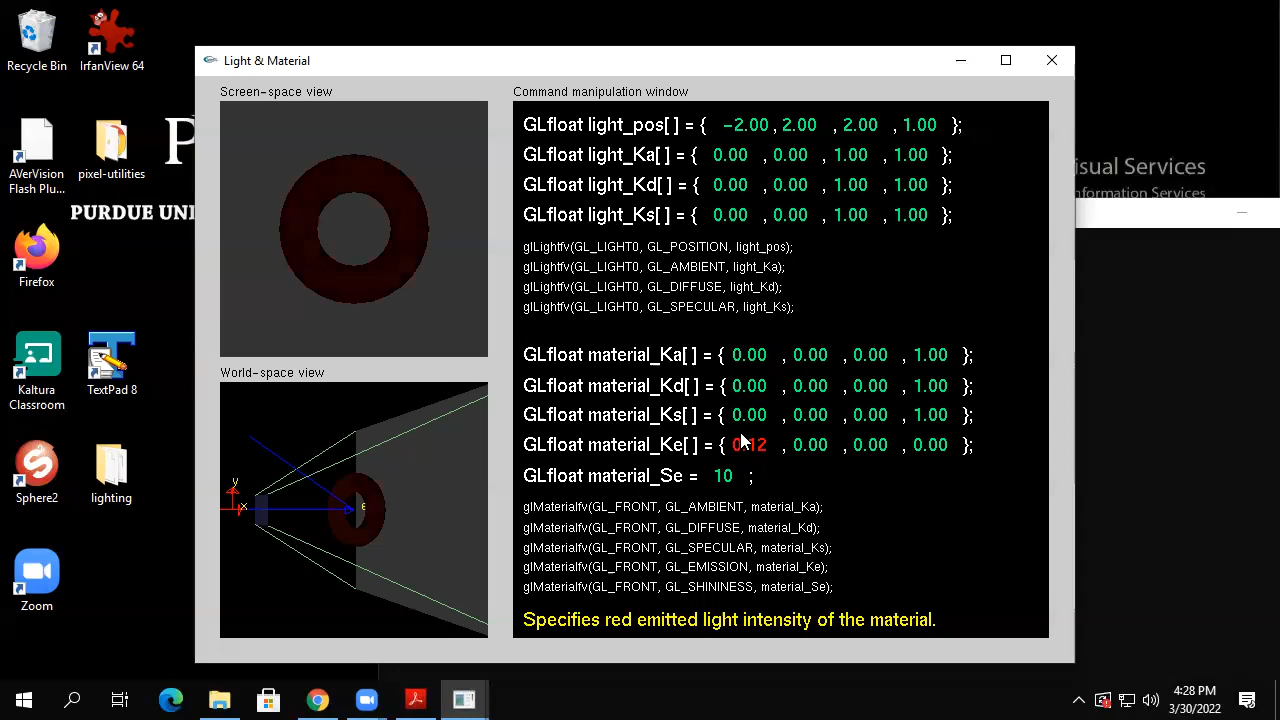 Recycle Bin
IrfanView 64
AVerVision
Flash Plu...
pixel-utilities
P
PURDUE UNI
Firefox
Kaltura
Classroom
TextPad 8
Sphere2
lighting
Zoom
isual Services
nformation Services
Light & Material
Screen-space view
World-space view
y
x
Command manipulation window
GLfloat light_pos[ ] = { -2.00 , 2.00 , 2.00 , 1.00 };
GLfloat light_Ka[ ] = { 0.00 , 0.00 , 1.00 , 1.00 };
GLfloat light_Kd[ ] = { 0.00 , 0.00 , 1.00 , 1.00 };
GLfloat light_Ks[ ] = { 0.00 , 0.00 , 1.00 , 1.00 };
glLightfv(GL_LIGHT0, GL_POSITION, light_pos);
glLightfv(GL_LIGHT0, GL_AMBIENT, light_Ka);
glLightfv(GL_LIGHT0, GL_DIFFUSE, light_Kd);
glLightfv(GL_LIGHT0, GL_SPECULAR, light_Ks);
GLfloat material_Ka[ ] = { 0.00 , 0.00 , 0.00 , 1.00 };
GLfloat material_Kd[ ] = { 0.00 , 0.00 , 0.00 , 1.00 };
GLfloat material_Ks[ ] = { 0.00 , 0.00 , 0.00 , 1.00 };
GLfloat material_Ke[ ] = { 0.12 , 0.00 , 0.00 , 0.00 };
GLfloat material_Se = 10 ;
glMaterialfv(GL_FRONT, GL_AMBIENT, material_Ka);
glMaterialfv(GL_FRONT, GL_DIFFUSE, material_Kd);
glMaterialfv(GL_FRONT, GL_SPECULAR, material_Ks);
glMaterialfv(GL_FRONT, GL_EMISSION, material_Ke);
glMaterialfv(GL_FRONT, GL_SHININESS, material_Se);
Specifies red emitted light intensity of the material.
4:28 PM
3/30/2022